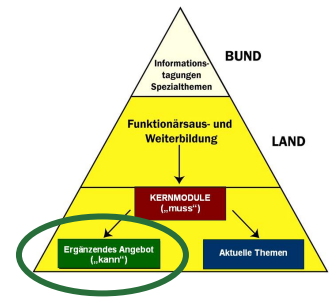 BUND
Informations-
tagungen
Spezialthemen
Funktionärsaus- und
Weiterbildung
LAND
KERNMODULE
(„muss“)
Ergänzendes Angebot
(„kann“)
Aktuelle Themen